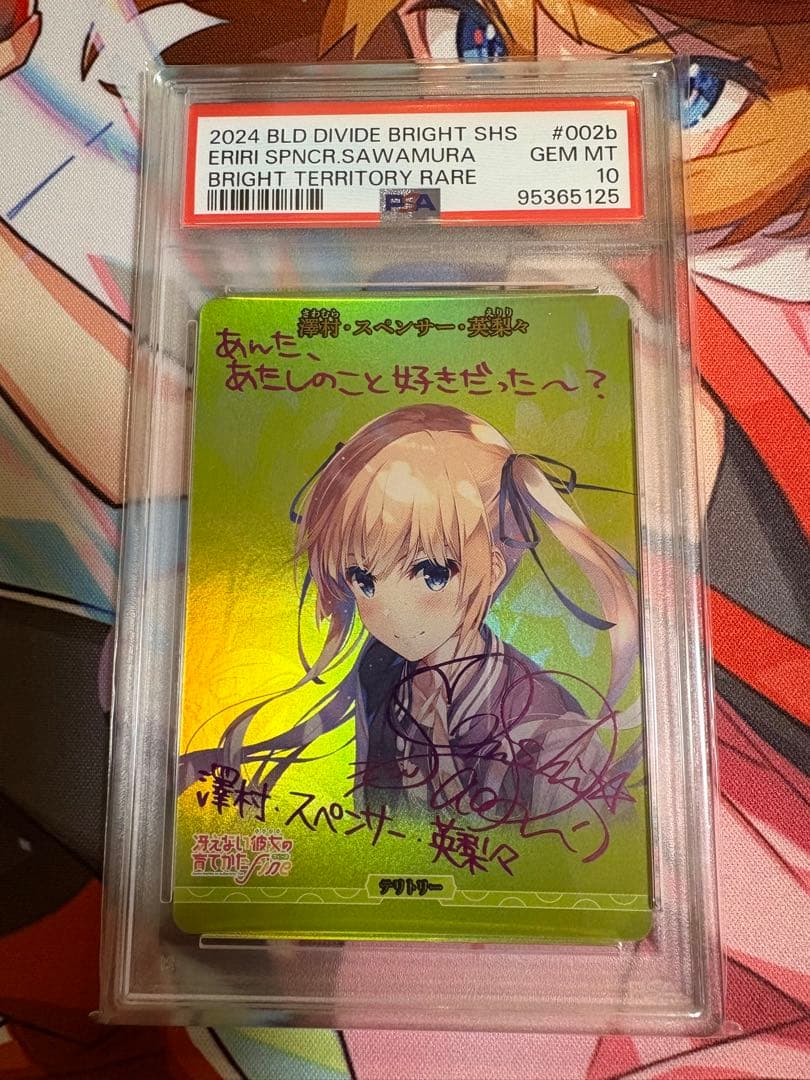 2024 BLD DIVIDE BRIGHT SHS #002b
ERIRI SPNCR.SAWAMURA GEM MT
BRIGHT TERRITORY RARE 10
PSA 95365125
さわむら えりり
澤村・スペンサー・英梨々
あんた、
あたしのこと好きだった〜?
澤村・スペンサー・英梨々
冴えない彼女の
育てかた fine
テリトリー